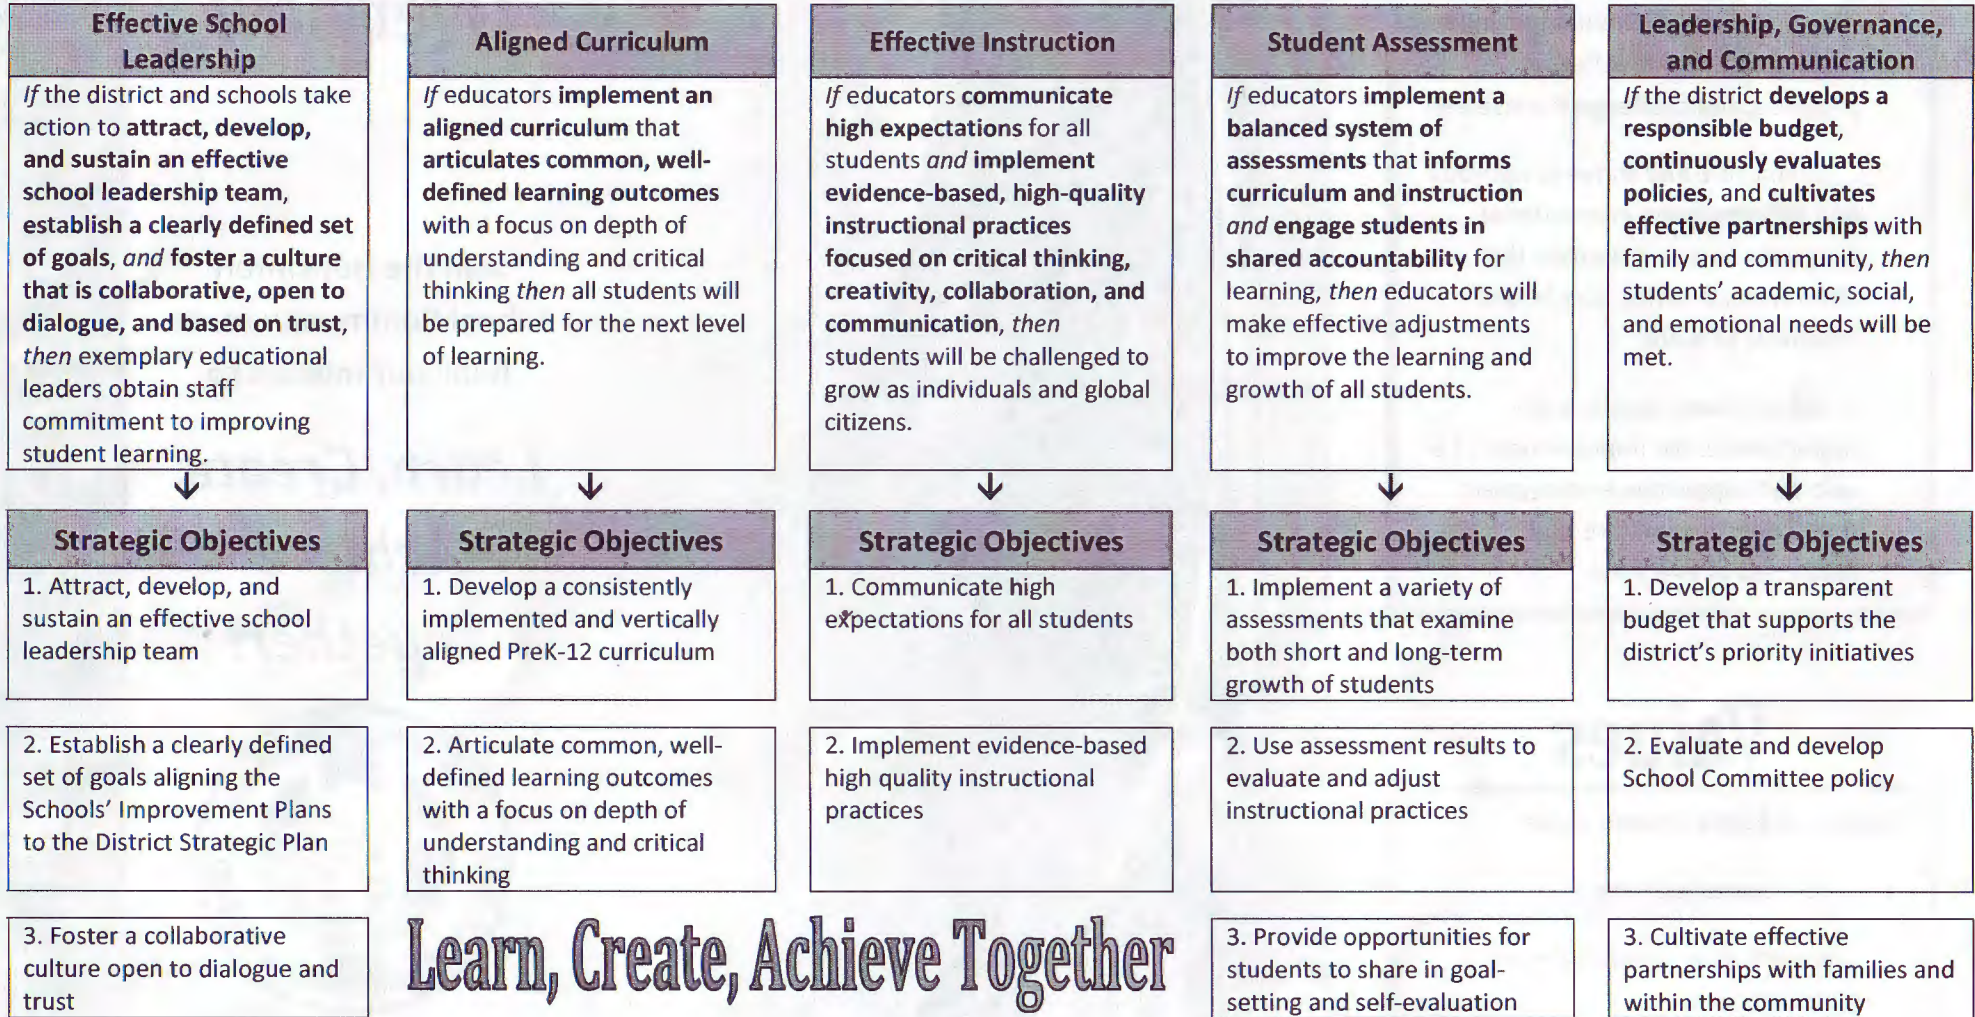 Effective School
Leadership
If the district and schools take
action to attract, develop,
and sustain an effective
school leadership team,
establish a clearly defined set
of goals, and foster a culture
that is collaborative, open to
dialogue, and based on trust,
then exemplary educational
leaders obtain staff
commitment to improving
student learning.
Aligned Curriculum
If educators implement an
aligned curriculum that
articulates common, well-
defined learning outcomes
with a focus on depth of
understanding and critical
thinking then all students will
be prepared for the next level
of learning.
Effective Instruction
If educators communicate
high expectations for all
students and implement
evidence-based, high-quality
instructional practices
focused on critical thinking,
creativity, collaboration, and
communication, then
students will be challenged to
grow as individuals and global
citizens.
Student Assessment
If educators implement a
balanced system of
assessments that informs
curriculum and instruction
and engage students in
shared accountability for
learning, then educators will
make effective adjustments
to improve the learning and
growth of all students.
Leadership, Governance,
and Communication
If the district develops a
responsible budget,
continuously evaluates
policies, and cultivates
effective partnerships with
family and community, then
students' academic, social,
and emotional needs will be
met.
Strategic Objectives
1. Attract, develop, and
sustain an effective school
leadership team
2. Establish a clearly defined
set of goals aligning the
Schools' Improvement Plans
to the District Strategic Plan
3. Foster a collaborative
culture open to dialogue and
trust
Strategic Objectives
1. Develop a consistently
implemented and vertically
aligned PreK-12 curriculum
2. Articulate common, well-
defined learning outcomes
with a focus on depth of
understanding and critical
thinking
Strategic Objectives
1. Communicate high
expectations for all students
2. Implement evidence-based
high quality instructional
practices
Strategic Objectives
1. Implement a variety of
assessments that examine
both short and long-term
growth of students
2. Use assessment results to
evaluate and adjust
instructional practices
3. Provide opportunities for
students to share in goal-
setting and self-evaluation
Strategic Objectives
1. Develop a transparent
budget that supports the
district's priority initiatives
2. Evaluate and develop
School Committee policy
3. Cultivate effective
partnerships with families and
within the community
Learn, Create, Achieve Together